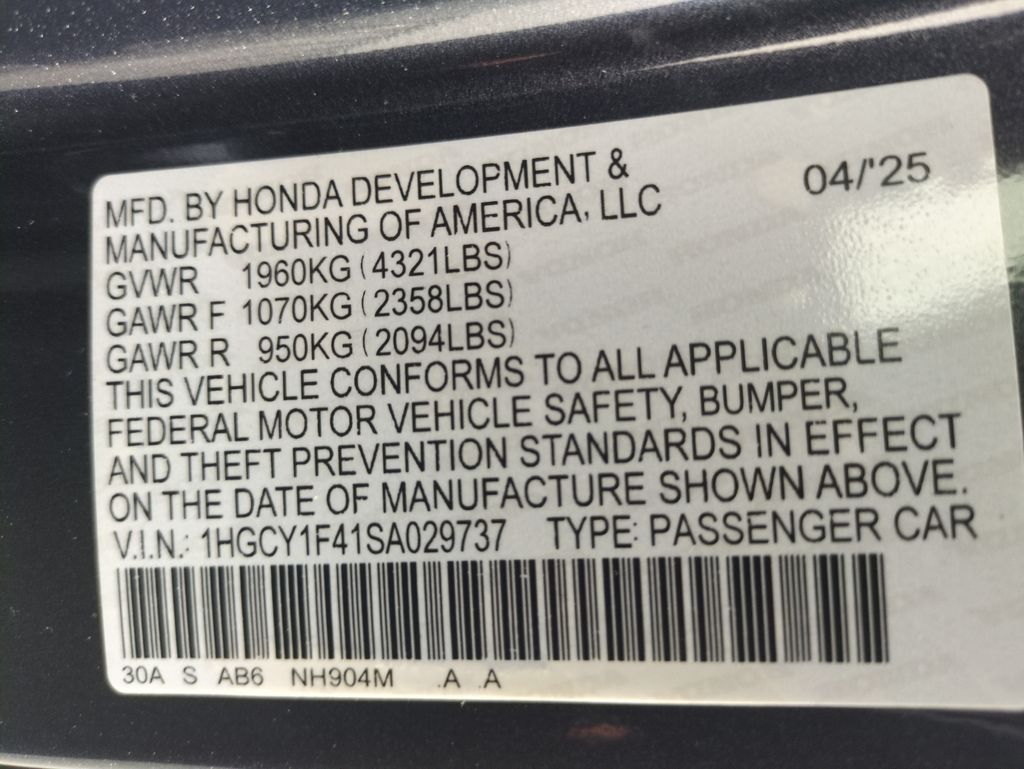 MFD. BY HONDA DEVELOPMENT &
MANUFACTURING OF AMERICA, LLC
04/'25
GVWR 1960KG (4321LBS)
GAWR F 1070KG (2358LBS)
GAWR R 950KG (2094LBS)
THIS VEHICLE CONFORMS TO ALL APPLICABLE
FEDERAL MOTOR VEHICLE SAFETY, BUMPER,
AND THEFT PREVENTION STANDARDS IN EFFECT
ON THE DATE OF MANUFACTURE SHOWN ABOVE.
V.I.N.: 1HGCY1F41SA029737 TYPE: PASSENGER CAR
30A S AB6 NH904M .A .A